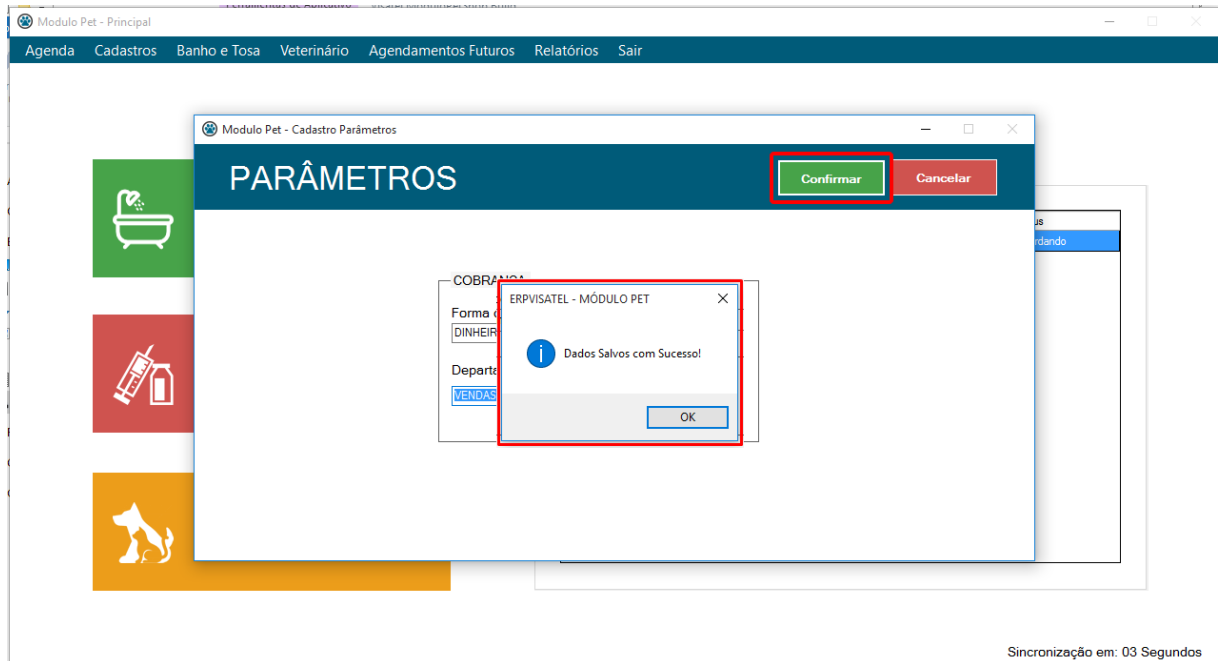 Modulo Pet - Principal
Agenda Cadastros Banho e Tosa Veterinário Agendamentos Futuros Relatórios Sair
Modulo Pet - Cadastro Parâmetros
PARÂMETROS
Confirmar Cancelar
COBRANÇA
Forma
DINHEIR
Departa
VENDAS
ERPVISATEL - MÓDULO PET
Dados Salvos com Sucesso!
OK
us
rdando
Sincronização em: 03 Segundos